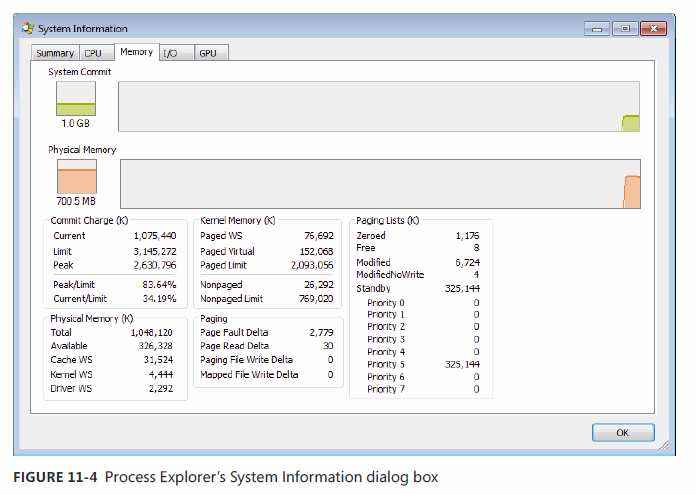 System Information
Summary CPU Memory I/O GPU
System Commit
1.0 GB
Physical Memory
700.5 MB
Commit Charge (K)
Current 1,075,440
Limit 3,145,272
Peak 2,630,796
Peak/Limit 83.64%
Current/Limit 34.19%
Physical Memory (K)
Total 1,048,120
Available 326,328
Cache WS 31,524
Kernel WS 4,444
Driver WS 2,292
Kernel Memory (K)
Paged WS 76,692
Paged Virtual 152,068
Paged Limit 2,093,056
Nonpaged 26,292
Nonpaged Limit 769,020
Paging
Page Fault Delta 2,779
Page Read Delta 30
Paging File Write Delta 0
Mapped File Write Delta 0
Paging Lists (K)
Zeroed 1,176
Free 8
Modified 6,724
ModifiedNoWrite 4
Standby 325,144
Priority 0 0
Priority 1 0
Priority 2 0
Priority 3 0
Priority 4 0
Priority 5 325,144
Priority 6 0
Priority 7 0
OK
FIGURE 11-4 Process Explorer’s System Information dialog box